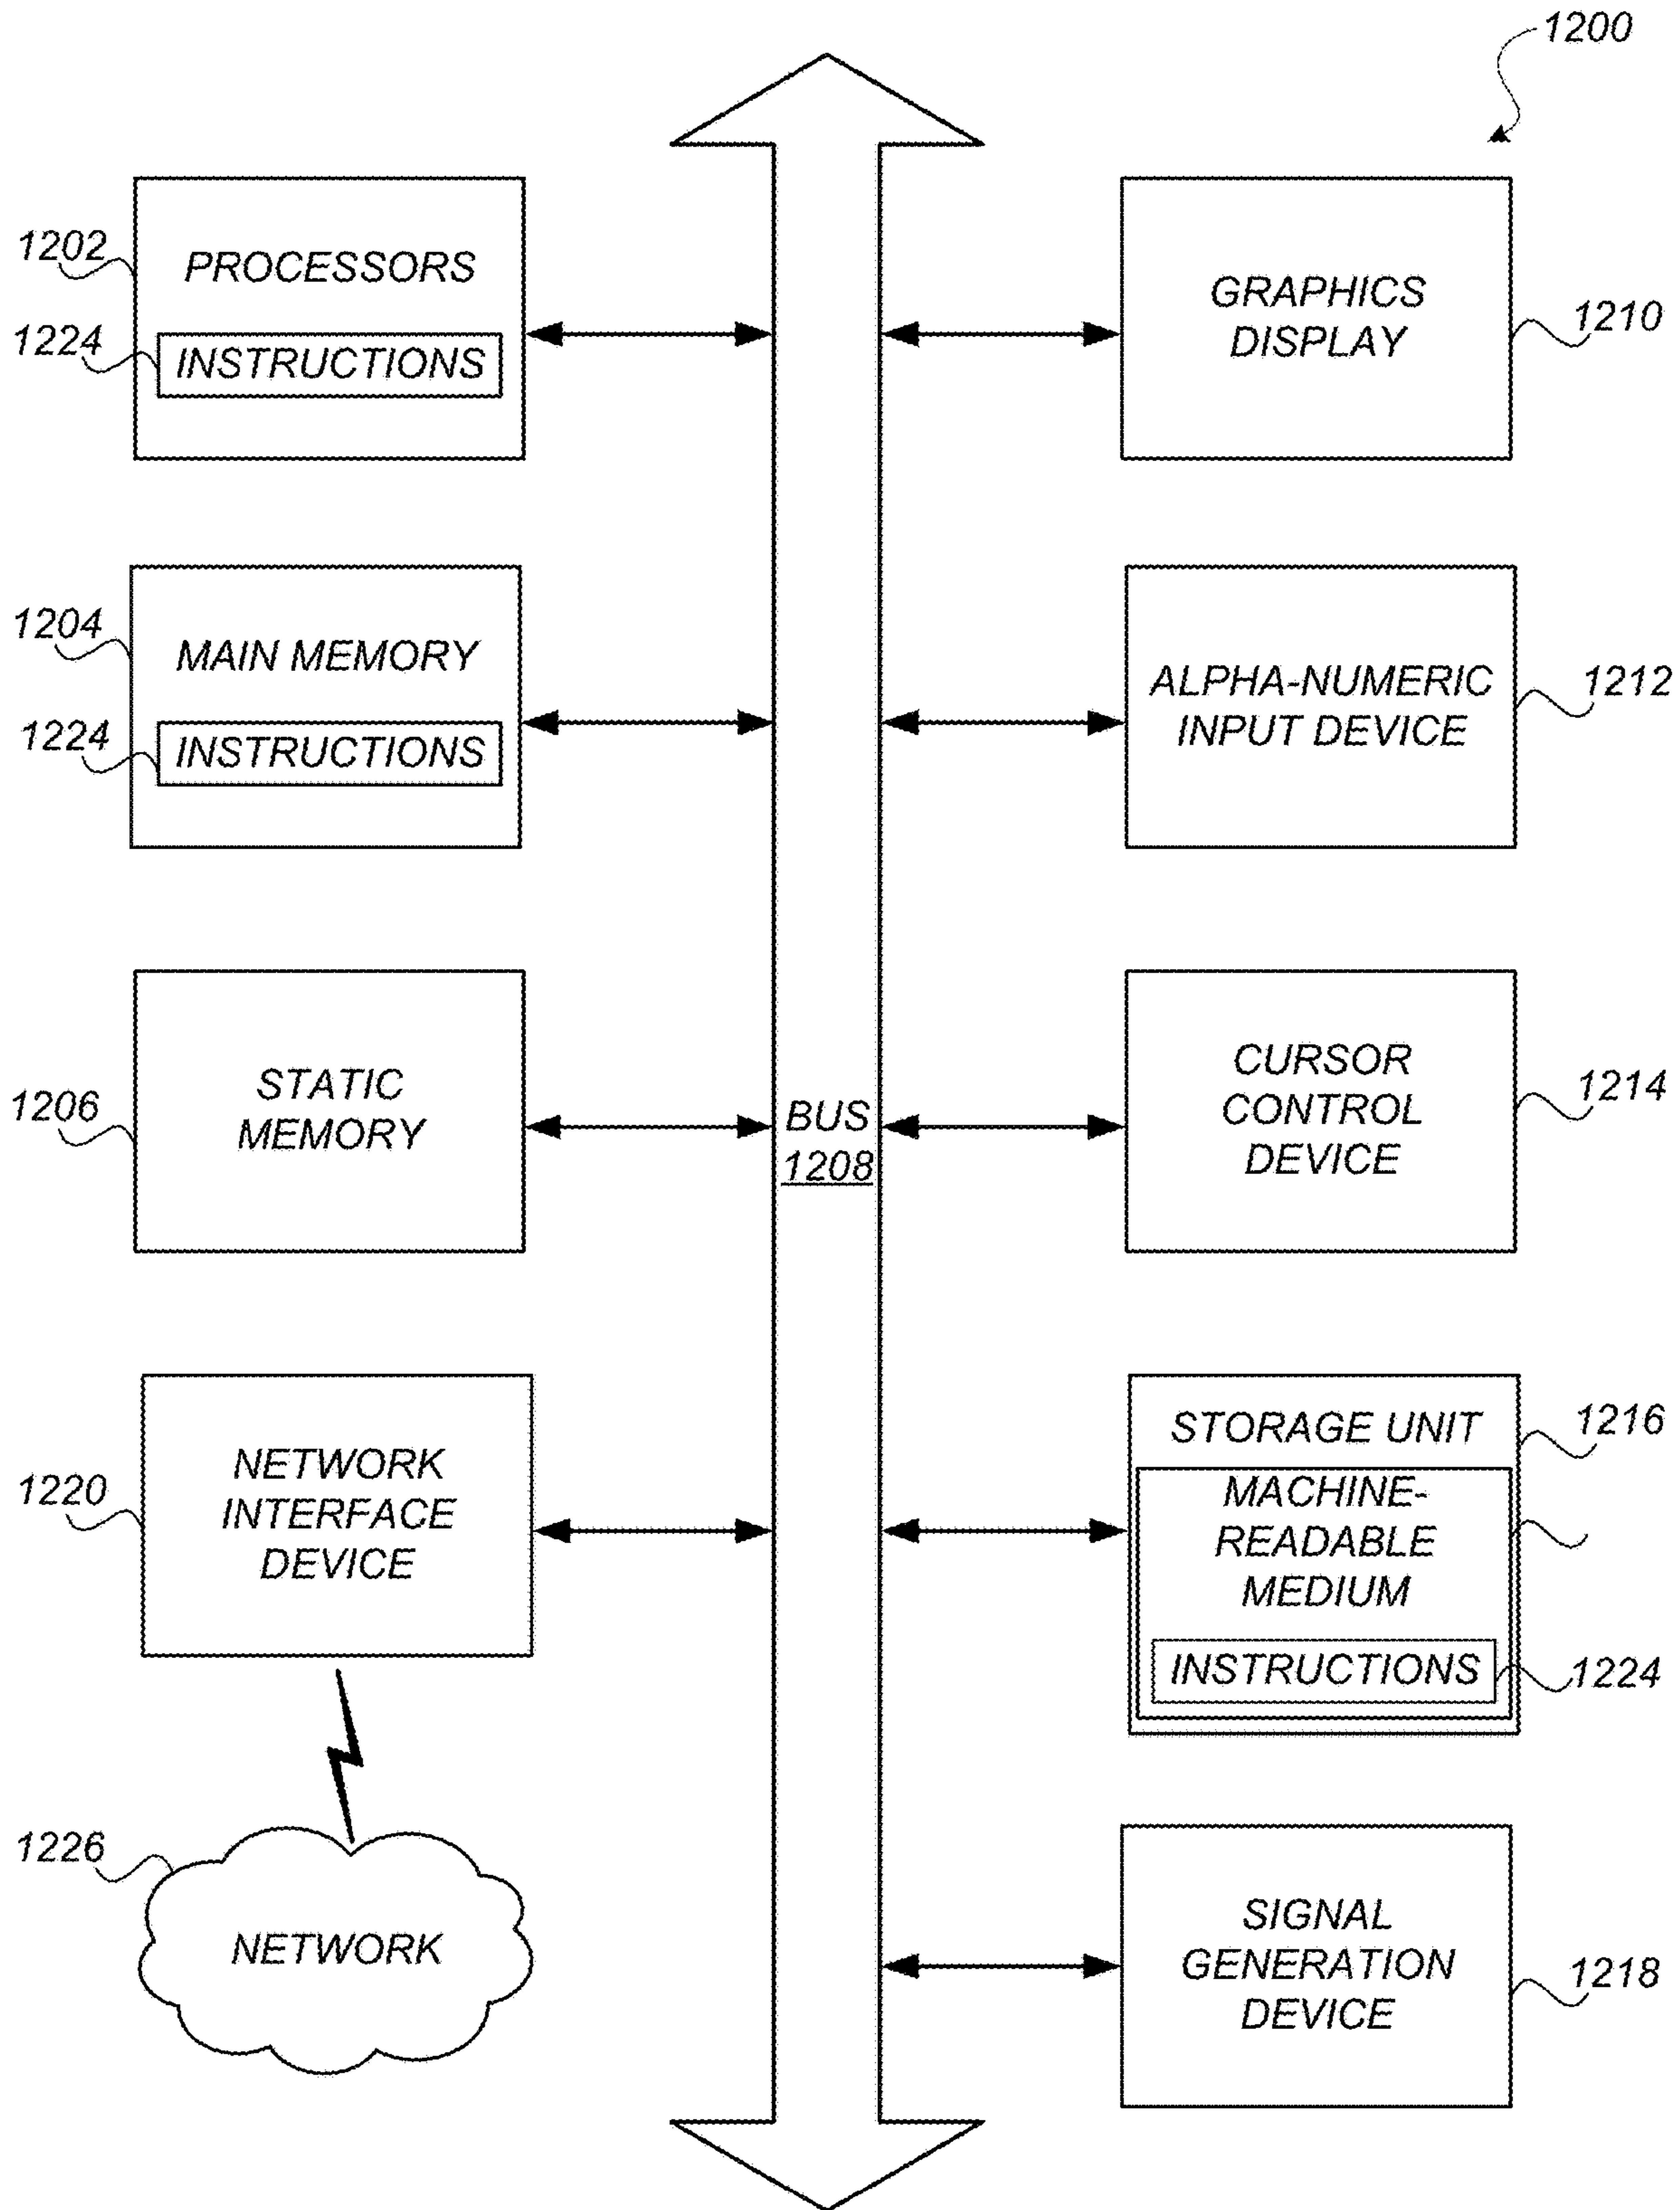 1200
1202
PROCESSORS
1224
INSTRUCTIONS
GRAPHICS
DISPLAY
1210
1204
MAIN MEMORY
1224
INSTRUCTIONS
ALPHA-NUMERIC
INPUT DEVICE
1212
1206
STATIC
MEMORY
BUS
1208
CURSOR
CONTROL
DEVICE
1214
1220
NETWORK
INTERFACE
DEVICE
STORAGE UNIT
1216
MACHINE-
READABLE
MEDIUM
INSTRUCTIONS
1224
1226
NETWORK
SIGNAL
GENERATION
DEVICE
1218